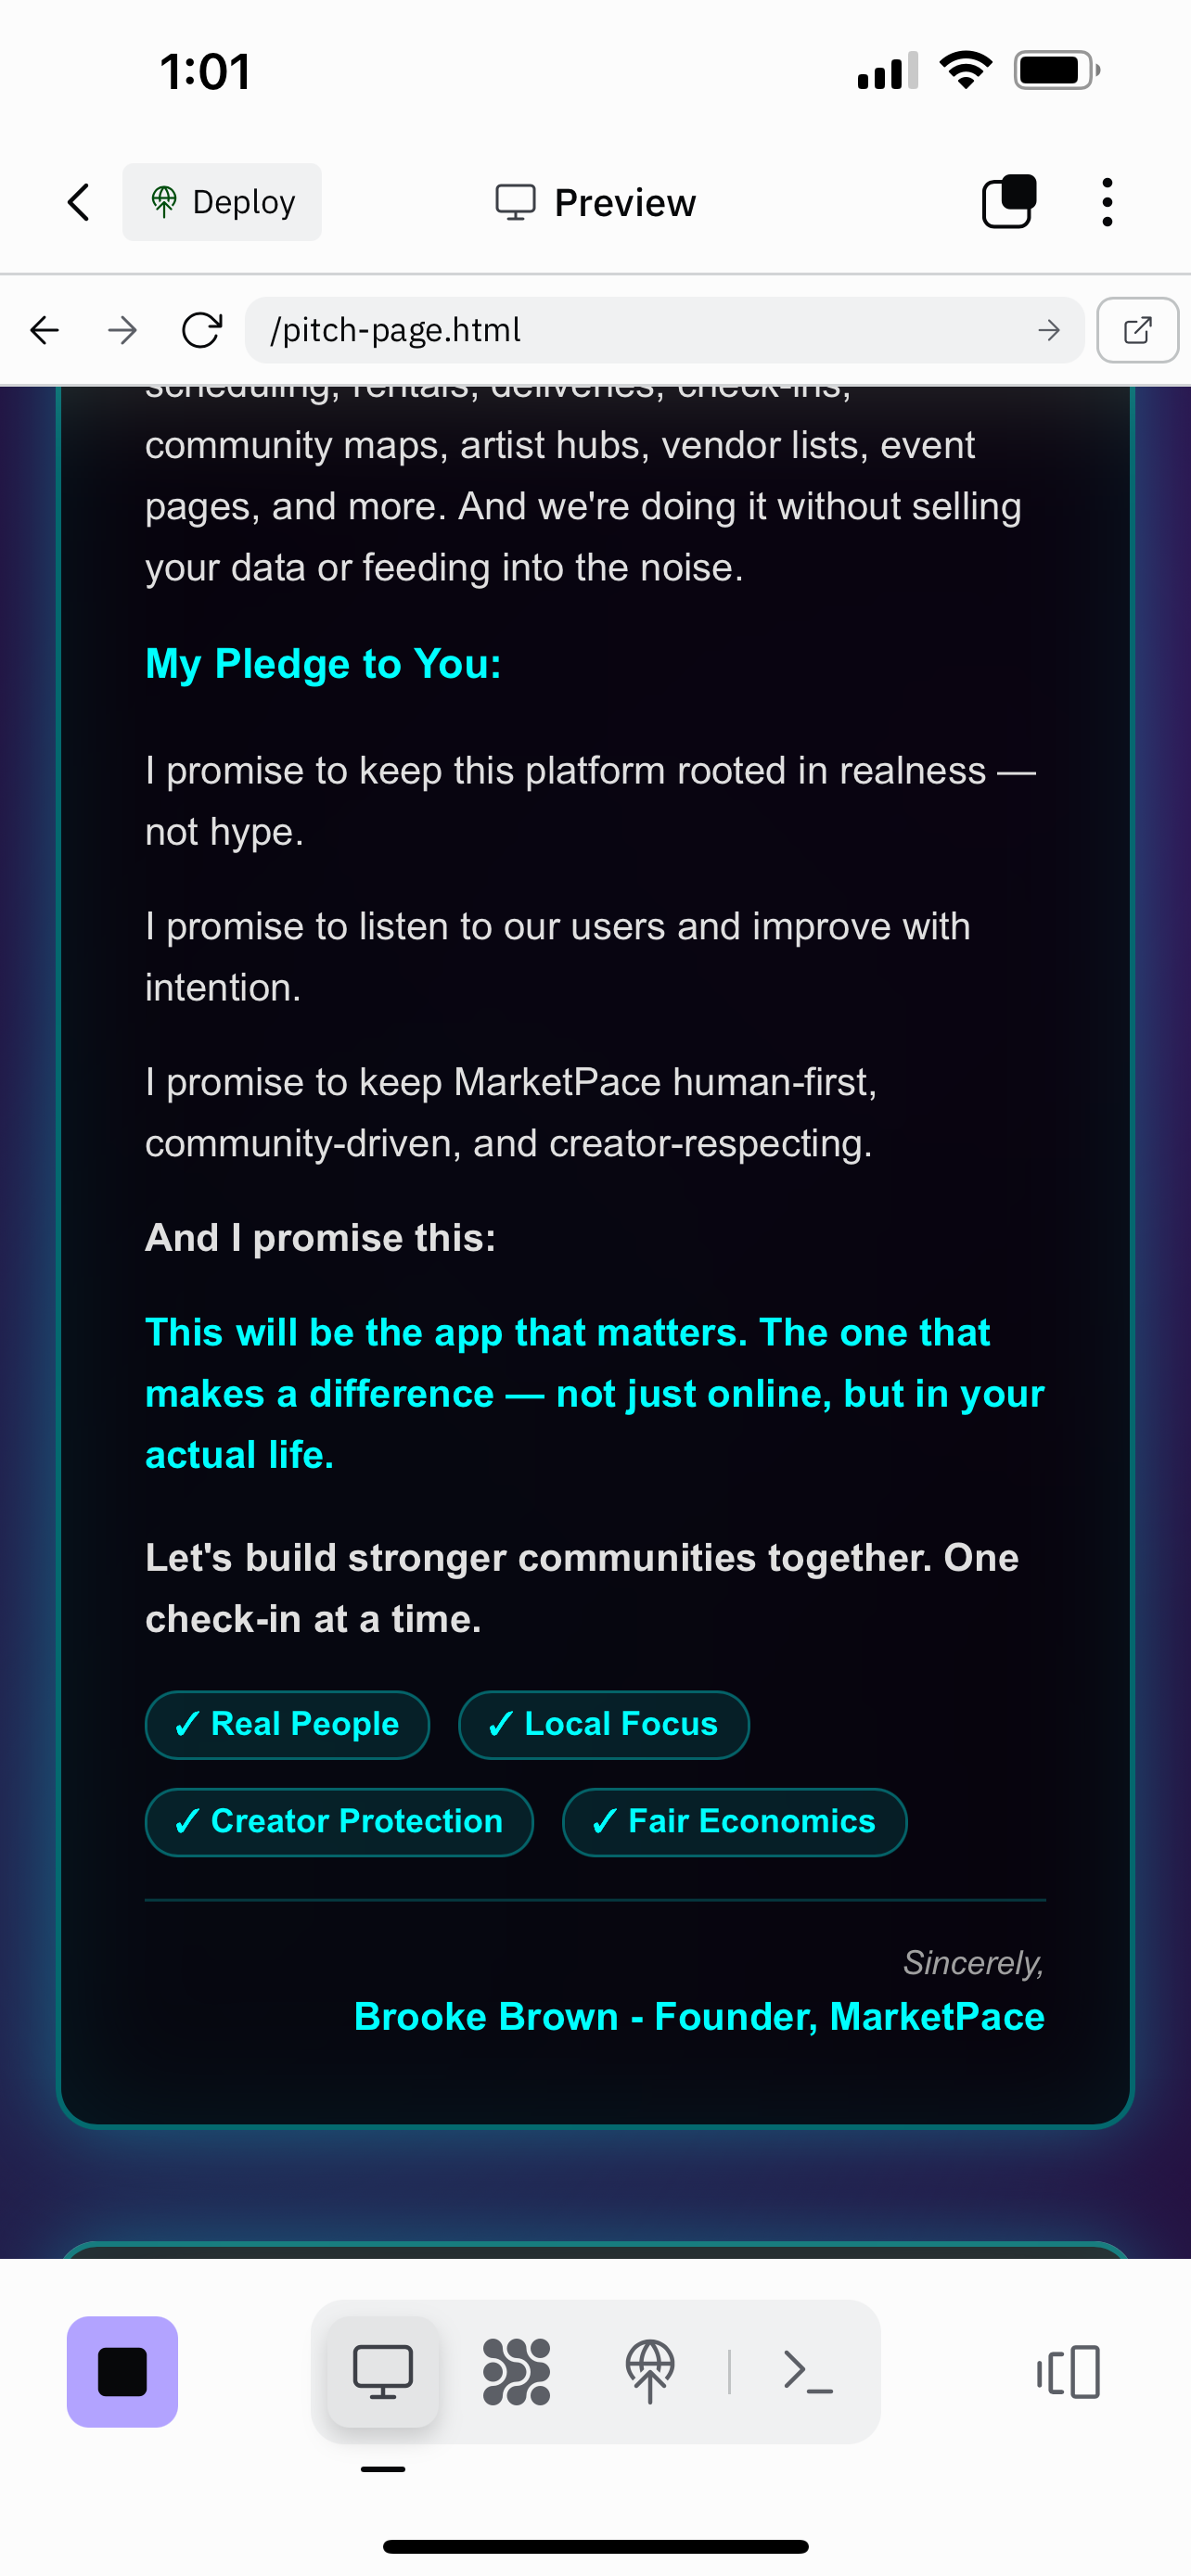 1:01
Deploy
Preview
/pitch-page.html
scheduling, rentals, deliveries, check-ins,
community maps, artist hubs, vendor lists, event
pages, and more. And we're doing it without selling
your data or feeding into the noise.
My Pledge to You:
I promise to keep this platform rooted in realness —
not hype.
I promise to listen to our users and improve with
intention.
I promise to keep MarketPace human-first,
community-driven, and creator-respecting.
And I promise this:
This will be the app that matters. The one that
makes a difference — not just online, but in your
actual life.
Let's build stronger communities together. One
check-in at a time.
✓ Real People
✓ Local Focus
✓ Creator Protection
✓ Fair Economics
Sincerely,
Brooke Brown - Founder, MarketPace